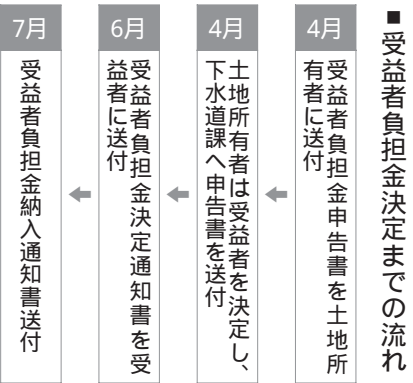 ■受益者負担金決定までの流れ
4月
受益者負担金申告書を土地所
有者に送付
4月
土地所有者は受益者を決定し、
下水道課へ申告書を送付
6月
受益者負担金決定通知書を受
益者に送付
7月
受益者負担金納入通知書送付